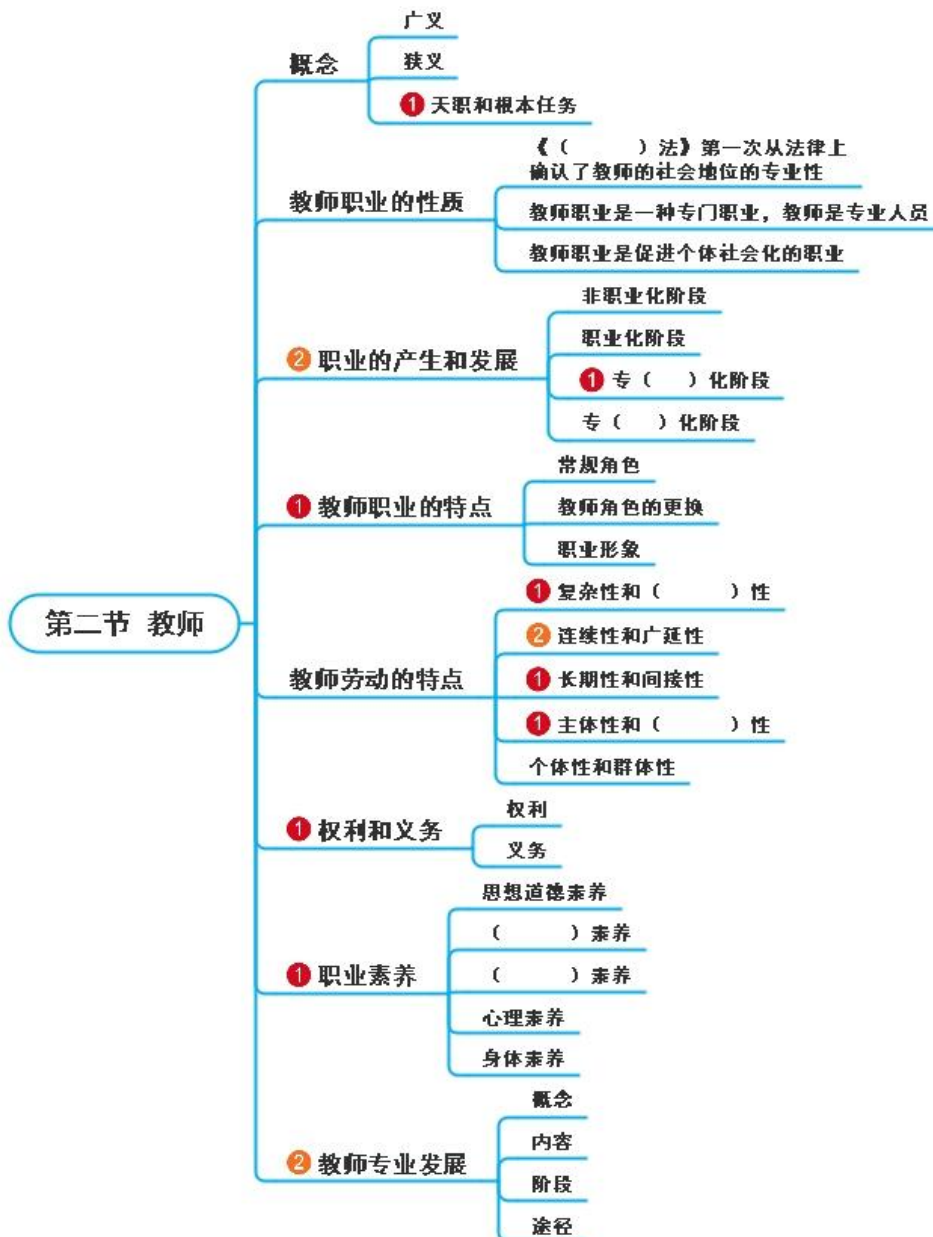 第二节 教师
概念
广义
狭义
1 天职和根本任务
教师职业的性质
《（ ）法》第一次从法律上
确认了教师的社会地位的专业性
教师职业是一种专门职业，教师是专业人员
教师职业是促进个体社会化的职业
2 职业的产生和发展
非职业化阶段
职业化阶段
1 专（ ）化阶段
专（ ）化阶段
1 教师职业的特点
常规角色
教师角色的更换
职业形象
教师劳动的特点
1 复杂性和（ ）性
2 连续性和广延性
1 长期性和间接性
1 主体性和（ ）性
个体性和群体性
1 权利和义务
权利
义务
1 职业素养
思想道德素养
（ ）素养
（ ）素养
心理素养
身体素养
2 教师专业发展
概念
内容
阶段
途径